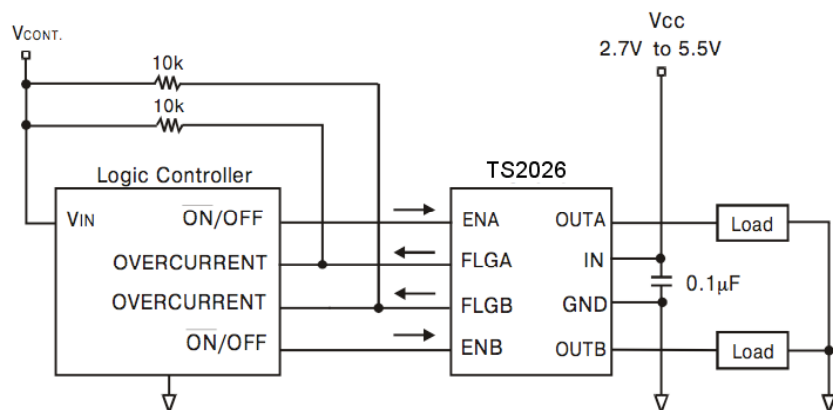 VCONT.
Vcc
2.7V to 5.5V
10k
10k
TS2026
Logic Controller
VIN
ON/OFF
OVERCURRENT
OVERCURRENT
ON/OFF
ENA
FLGA
FLGB
ENB
OUTA
IN
GND
OUTB
Load
0.1µF
Load